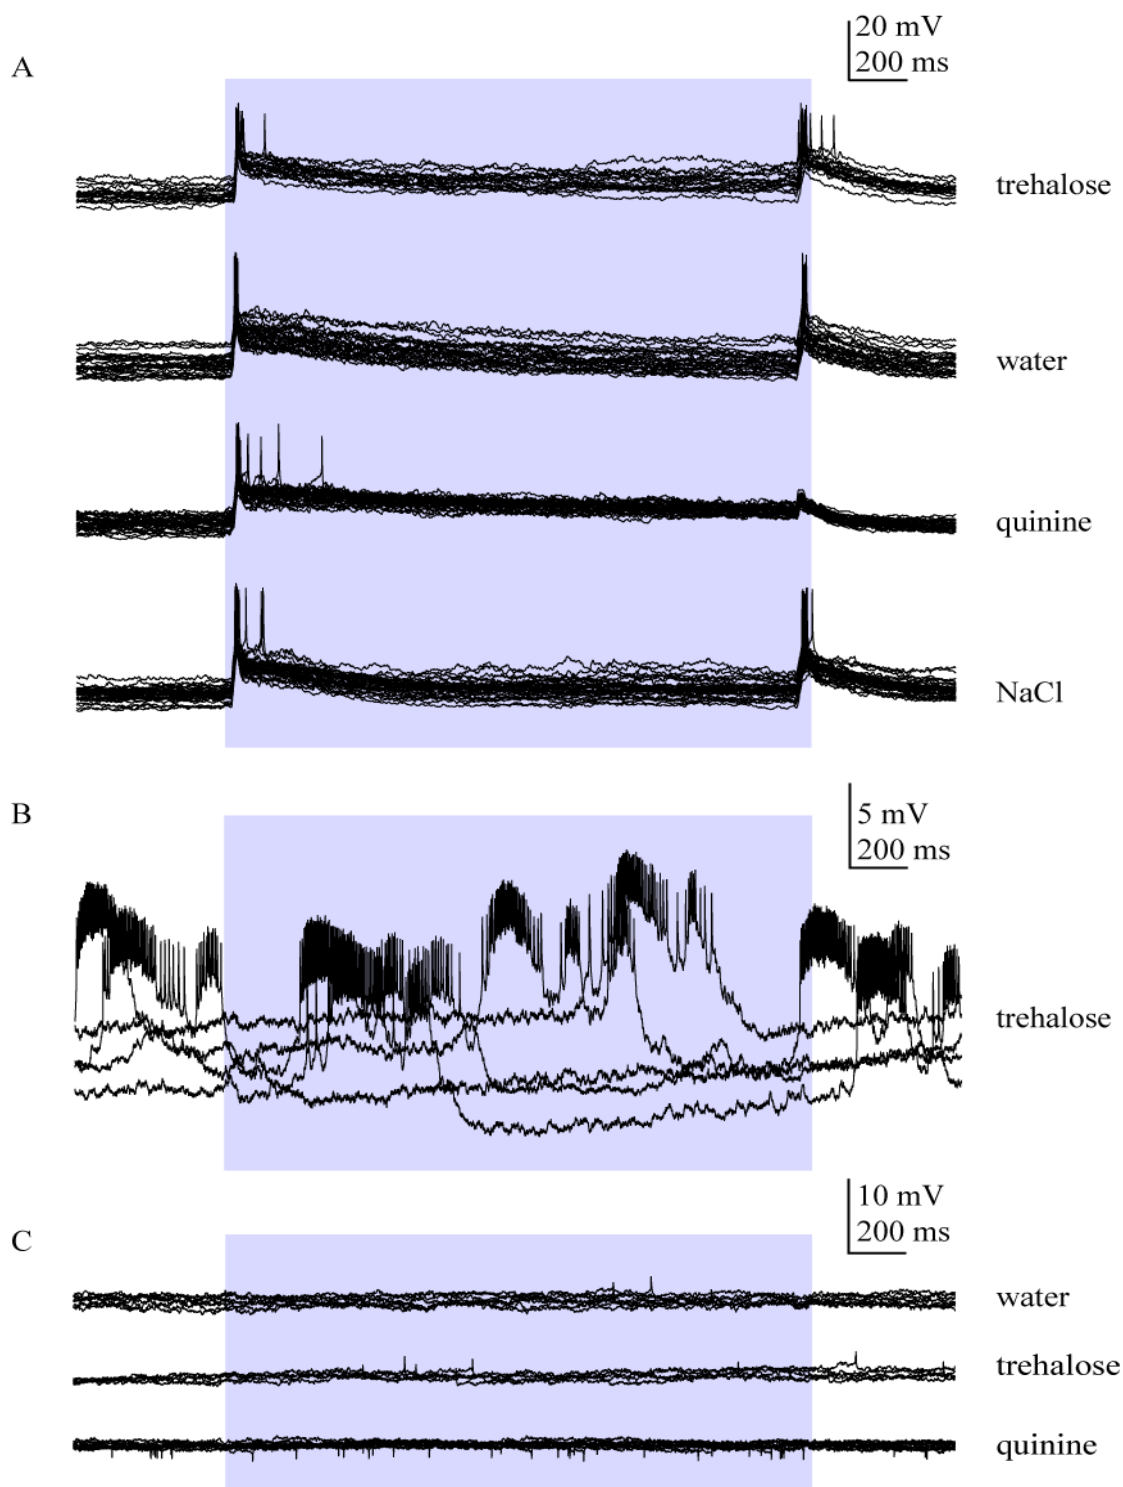 20 mV
200 ms
A
trehalose
water
quinine
NaCl
5 mV
200 ms
B
trehalose
10 mV
200 ms
C
water
trehalose
quinine